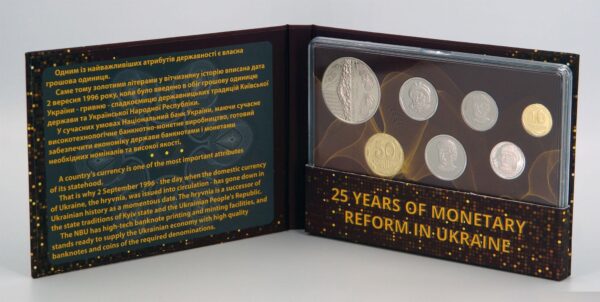 Одним із найважливіших атрибутів державності є власна
грошова одиниця.
Саме тому золотими літерами у вітчизняну історію вписана дата
2 вересня 1996 року, коли було введено в обіг грошову одиницю
України - гривню - спадкоємицю державницьких традицій Київської
держави та Української Народної Республіки.
У сучасних умовах Національний банк України, маючи сучасне
високотехнологічне банкнотно-монетне виробництво, готовий
забезпечити економіку держави банкнотами і монетами
необхідних номіналів та високої якості.
A country's currency is one of the most important attributes
of its statehood.
That is why 2 September 1996 - the day when the domestic currency
of Ukraine, the hryvnia, was issued into circulation - has gone down in
Ukrainian history as a momentous date. The hryvnia is a successor of
the state traditions of Kyiv state and the Ukrainian People's Republic.
The NBU has high-tech banknote printing and minting facilities, and
stands ready to supply the Ukrainian economy with high quality
banknotes and coins of the required denominations.
10
50
25 YEARS OF MONETARY
REFORM IN UKRAINE